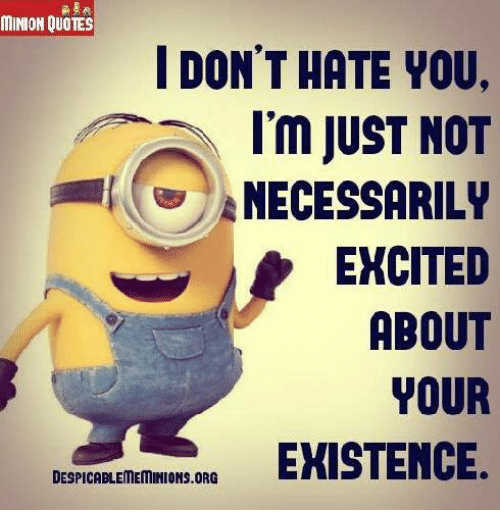 MINION QUOTES
I DON'T HATE YOU,
I'm JUST NOT
NECESSARILY
EXCITED
ABOUT
YOUR
EXISTENCE.
DESPICABLEMEMINIONS.ORG